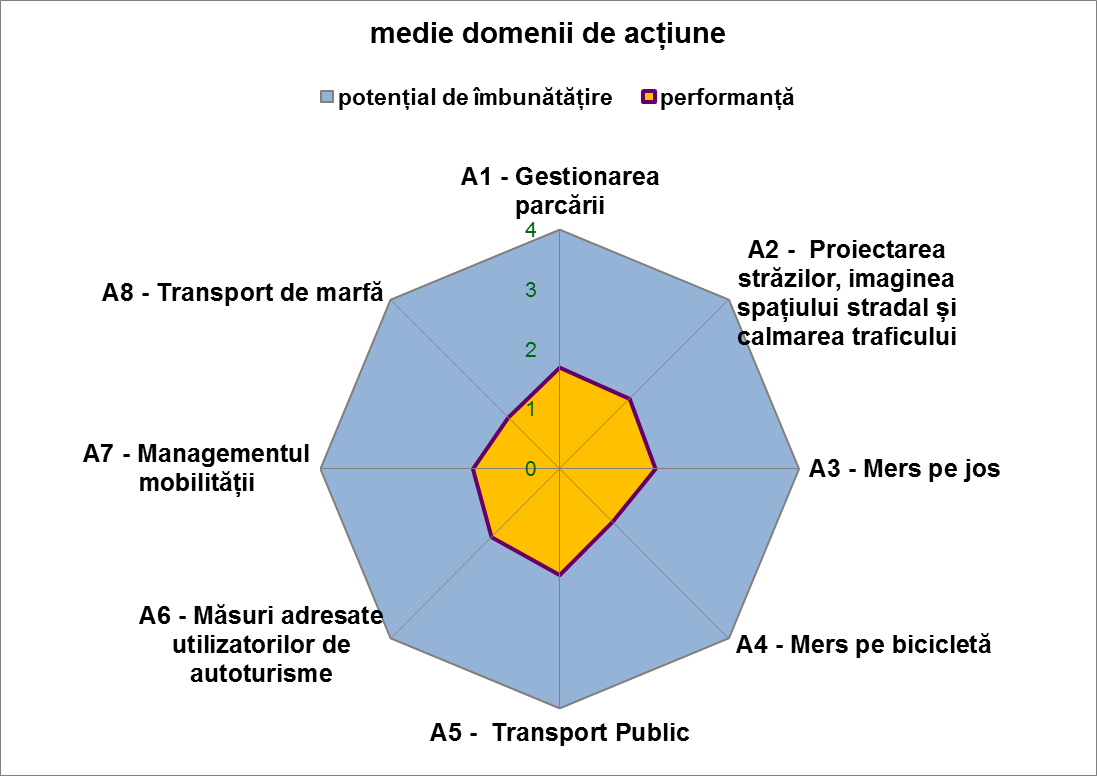 medie domenii de acțiune
potențial de îmbunătățire
performanță
A1 - Gestionarea
parcării
A2 -  Proiectarea
străzilor, imaginea
spațiului stradal și
calmarea traficului
A3 - Mers pe jos
A4 - Mers pe bicicletă
A5 -  Transport Public
A6 - Măsuri adresate
utilizatorilor de
autoturisme
A7 - Managementul
mobilității
A8 - Transport de marfă
4
3
2
1
0